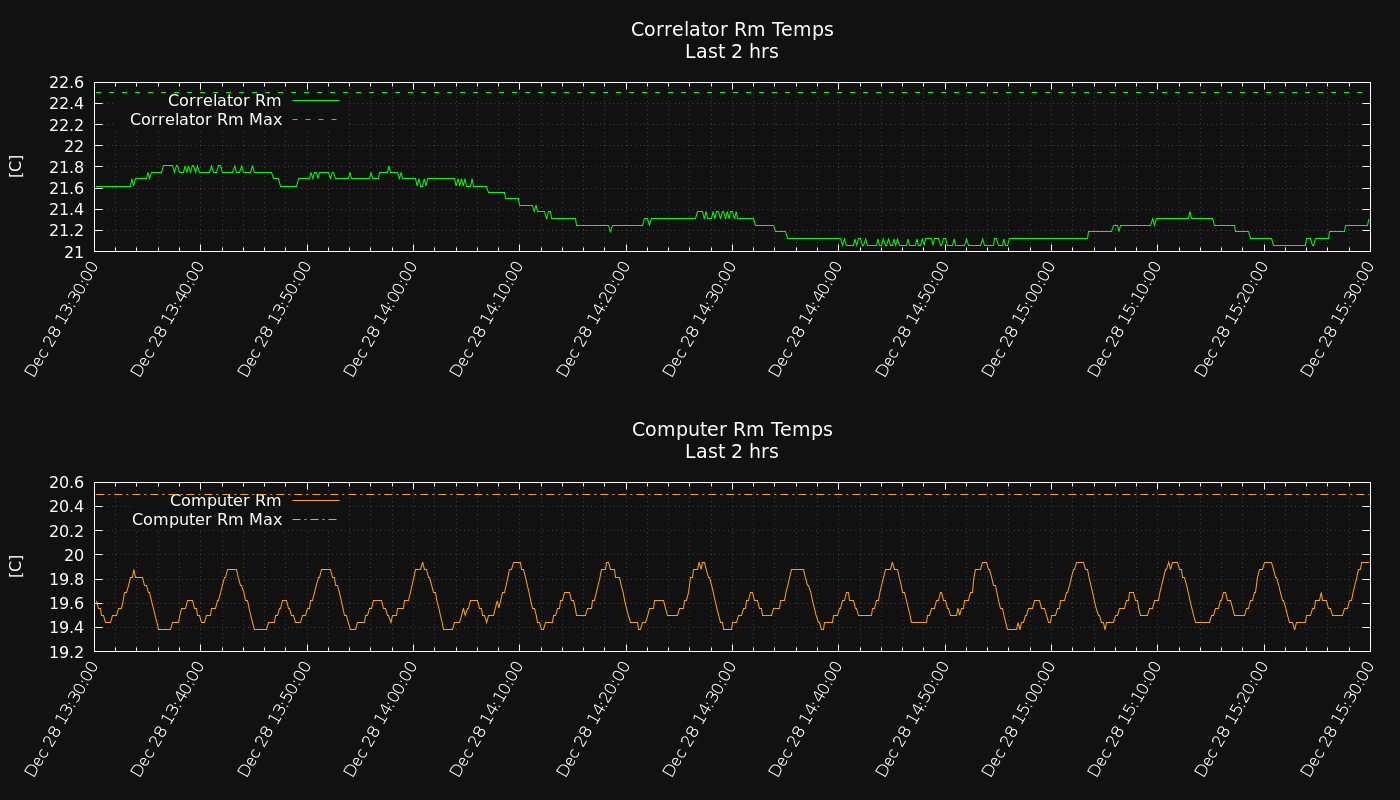 Correlator Rm Temps
Last 2 hrs
22.6
22.4
22.2
22
21.8
21.6
21.4
21.2
21
[C]
Correlator Rm
Correlator Rm Max
Dec 28 13:30:00
Dec 28 13:40:00
Dec 28 13:50:00
Dec 28 14:00:00
Dec 28 14:10:00
Dec 28 14:20:00
Dec 28 14:30:00
Dec 28 14:40:00
Dec 28 14:50:00
Dec 28 15:00:00
Dec 28 15:10:00
Dec 28 15:20:00
Dec 28 15:30:00
Computer Rm Temps
Last 2 hrs
20.6
20.4
20.2
20
19.8
19.6
19.4
19.2
[C]
Computer Rm
Computer Rm Max
Dec 28 13:30:00
Dec 28 13:40:00
Dec 28 13:50:00
Dec 28 14:00:00
Dec 28 14:10:00
Dec 28 14:20:00
Dec 28 14:30:00
Dec 28 14:40:00
Dec 28 14:50:00
Dec 28 15:00:00
Dec 28 15:10:00
Dec 28 15:20:00
Dec 28 15:30:00